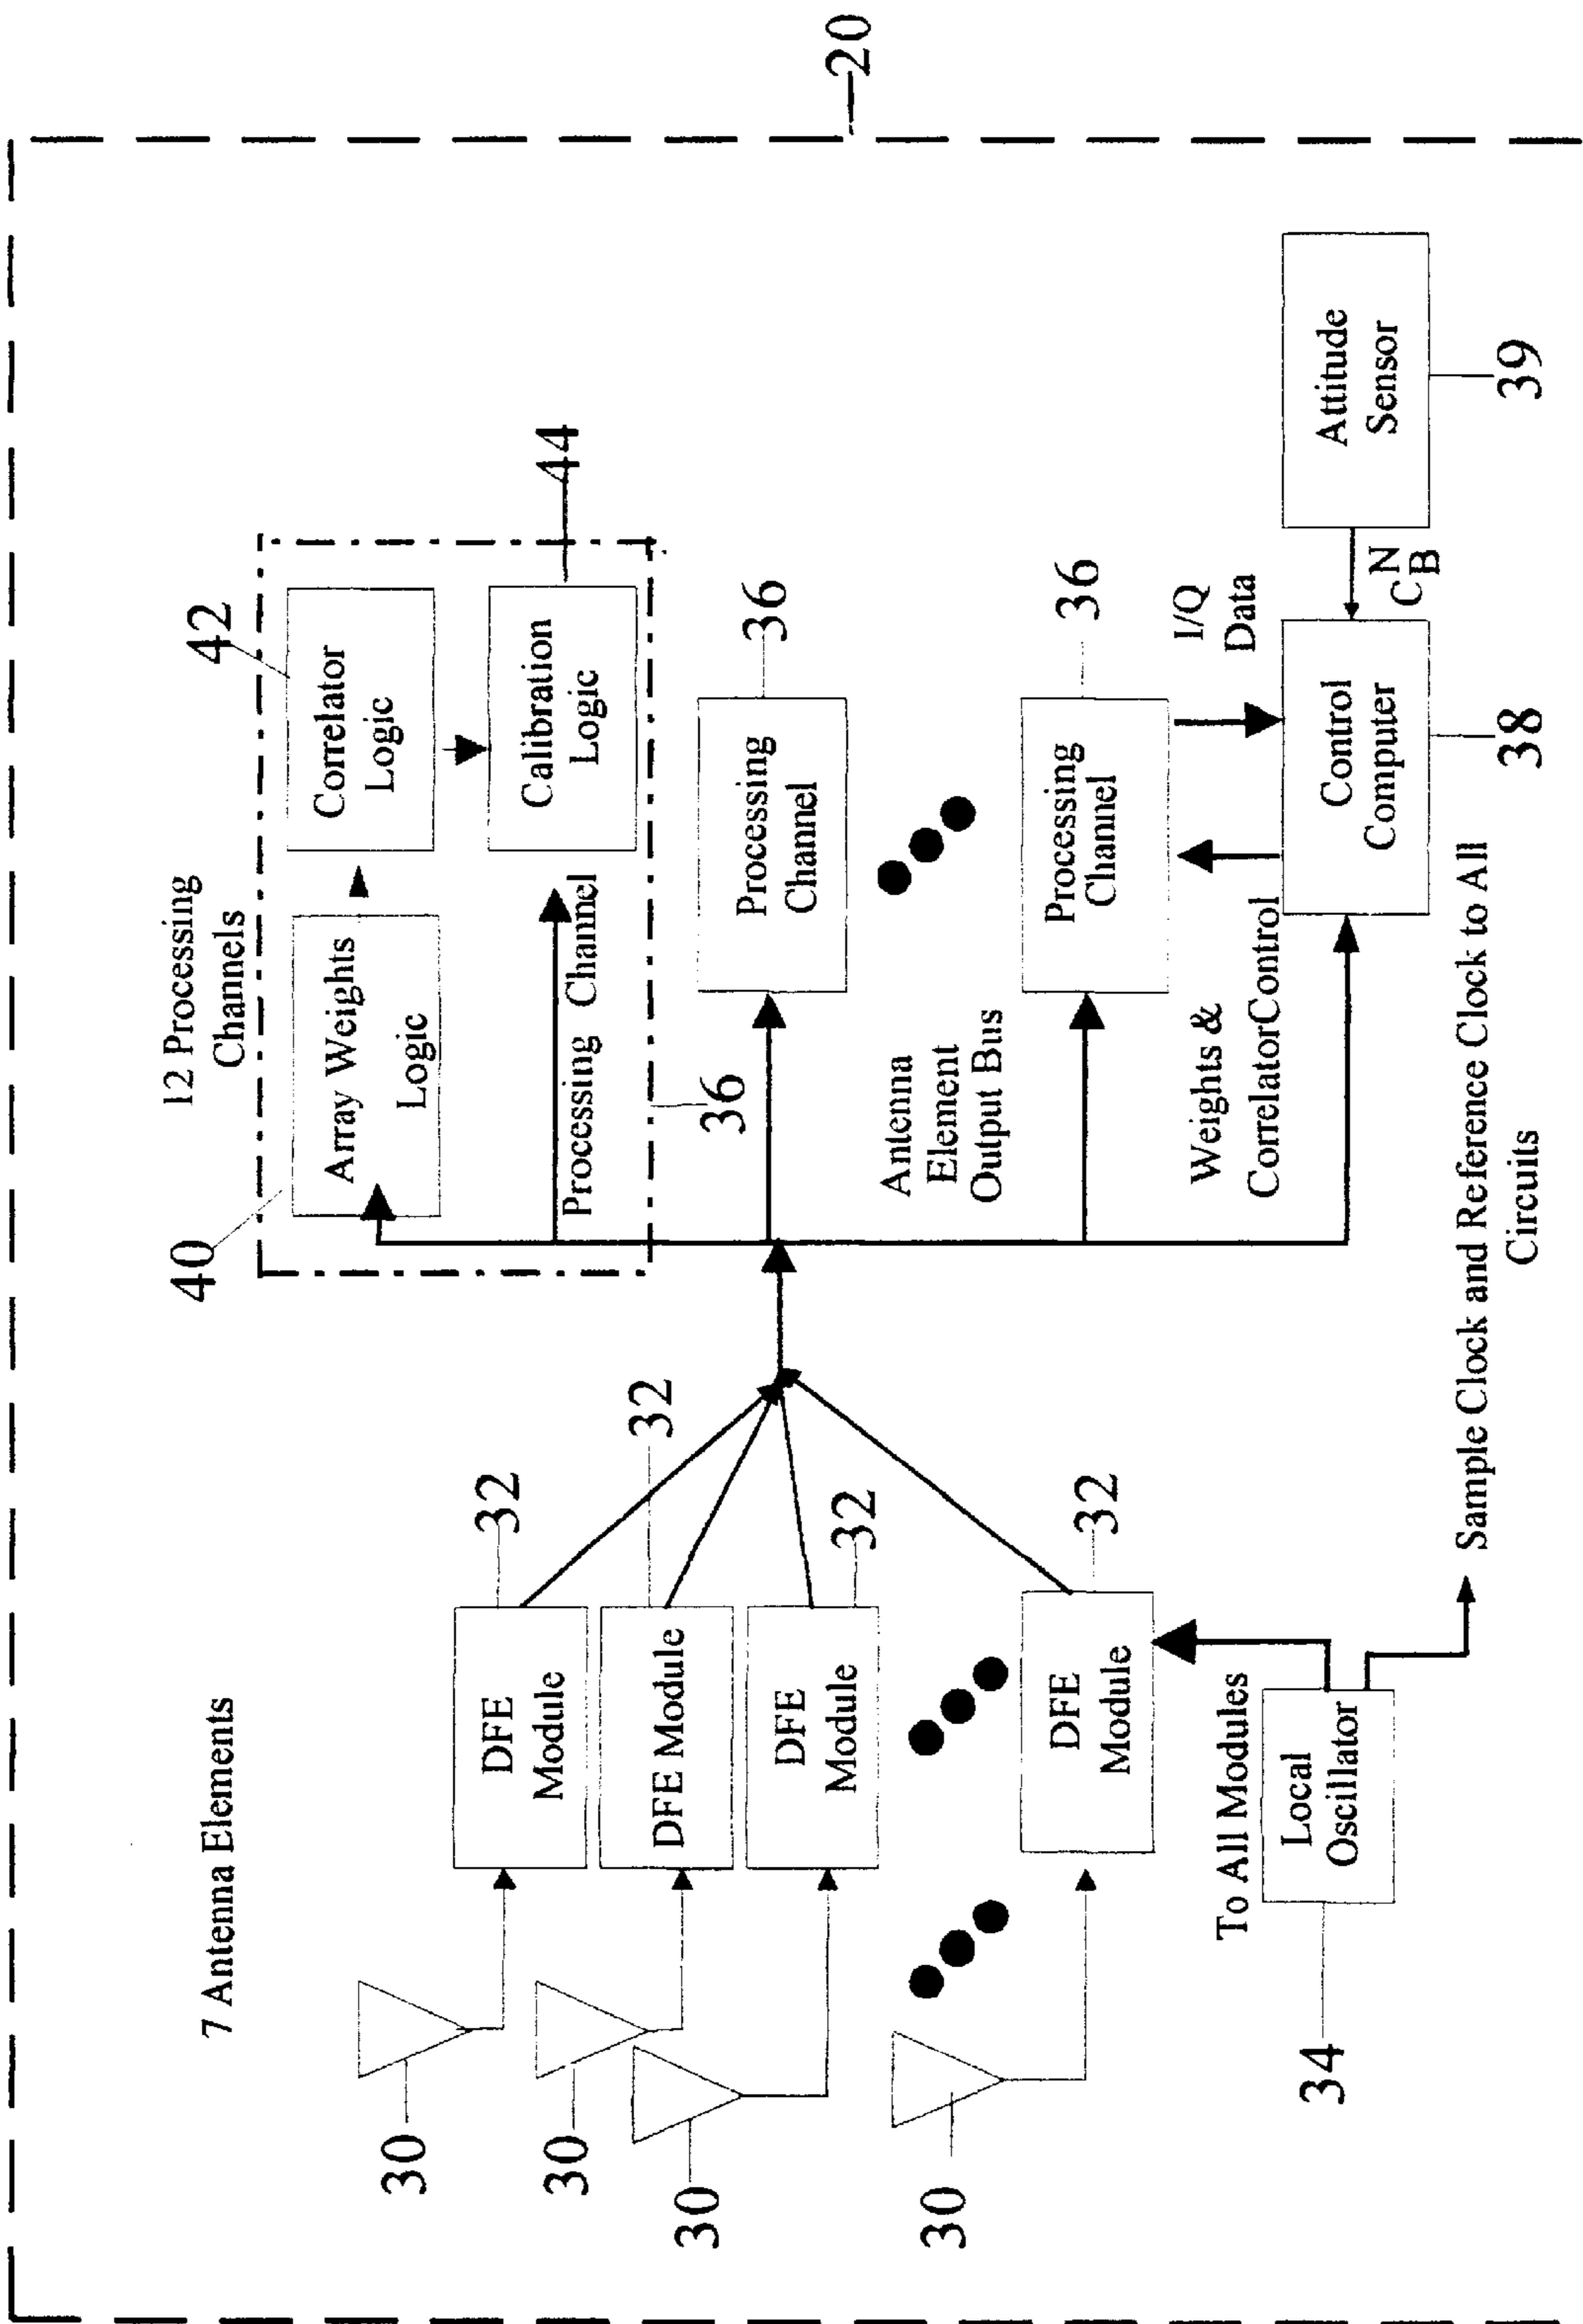 7 Antenna Elements
30
30
30
30
DFE
Module
32
DFE Module
32
DFE
Module
32
DFE
Module
32
To All Modules
Local
Oscillator
34
Sample Clock and Reference Clock to All
Circuits
12 Processing
Channels
40
Array Weights
Logic
42
Correlator
Logic
Calibration
Logic
44
Processing Channel
36
Processing
Channel
36
Antenna
Element
Output Bus
Processing
Channel
36
Weights &
CorrelatorControl
I/Q
Data
Control
Computer
38
C N B
Attitude
Sensor
39
20